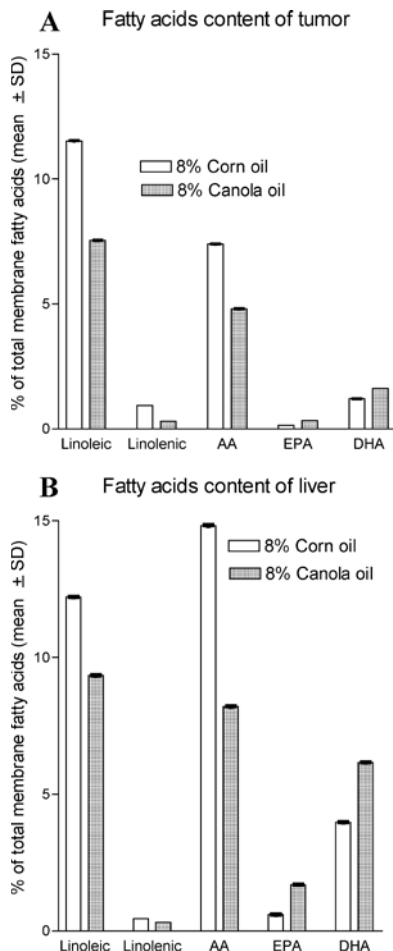 A Fatty acids content of tumor
% of total membrane fatty acids (mean ± SD)
15
10
5
0
8% Corn oil
8% Canola oil
Linoleic Linolenic AA EPA DHA
B Fatty acids content of liver
% of total membrane fatty acids (mean ± SD)
15
10
5
0
8% Corn oil
8% Canola oil
Linoleic Linolenic AA EPA DHA